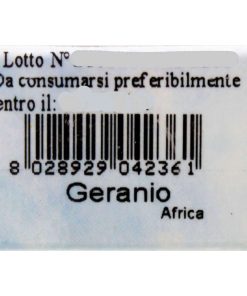 Lotto N°
Da consumarsi preferibilmente
entro il:
8 028929 042361
Geranio
Africa